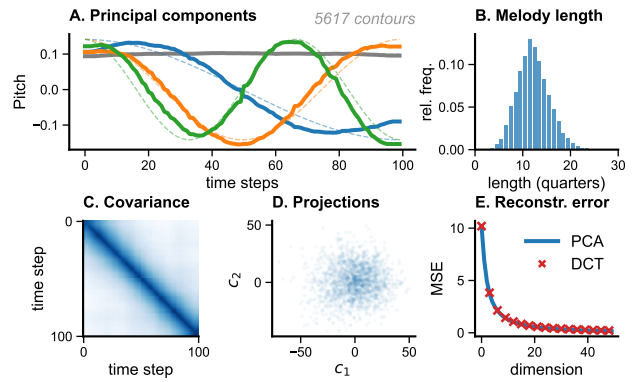 A. Principal components
5617 contours
Pitch
0.1
0.0
−0.1
0
20
40
60
80
100
time steps
B. Melody length
rel. freq.
0.10
0.05
0.00
0
10
20
30
length (quarters)
C. Covariance
time step
0
100
0
100
time step
D. Projections
c₂
50
0
−50
0
50
c₁
E. Reconstr. error
MSE
10
5
0
PCA
DCT
0
20
40
dimension